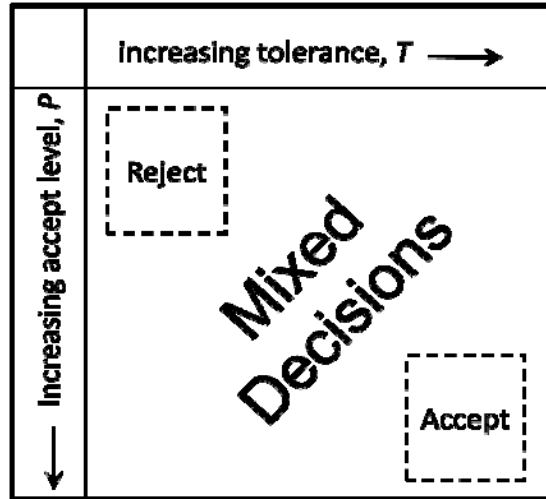 increasing tolerance, T
Increasing accept level, P
Reject
Mixed
Decisions
Accept